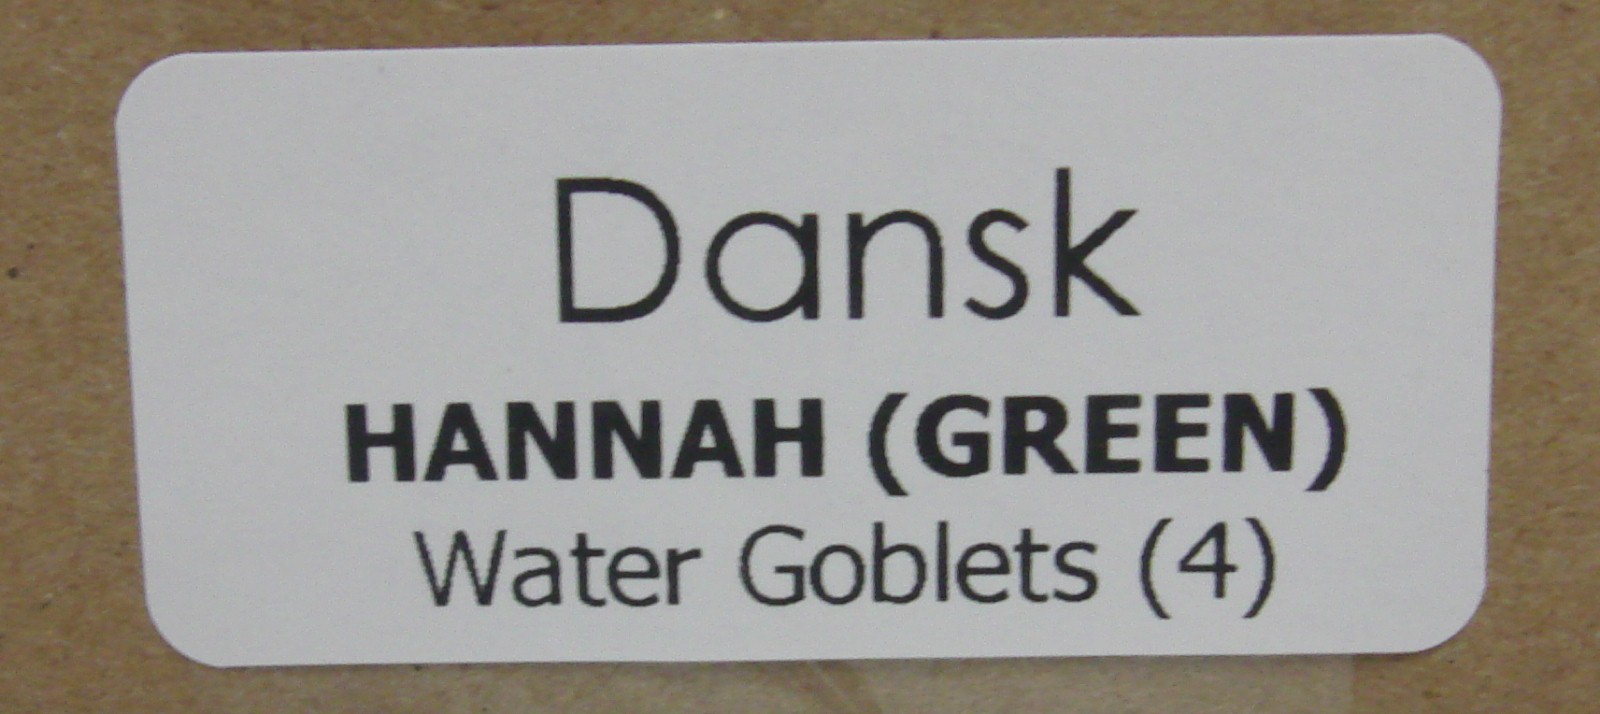 Dansk
HANNAH (GREEN)
Water Goblets (4)